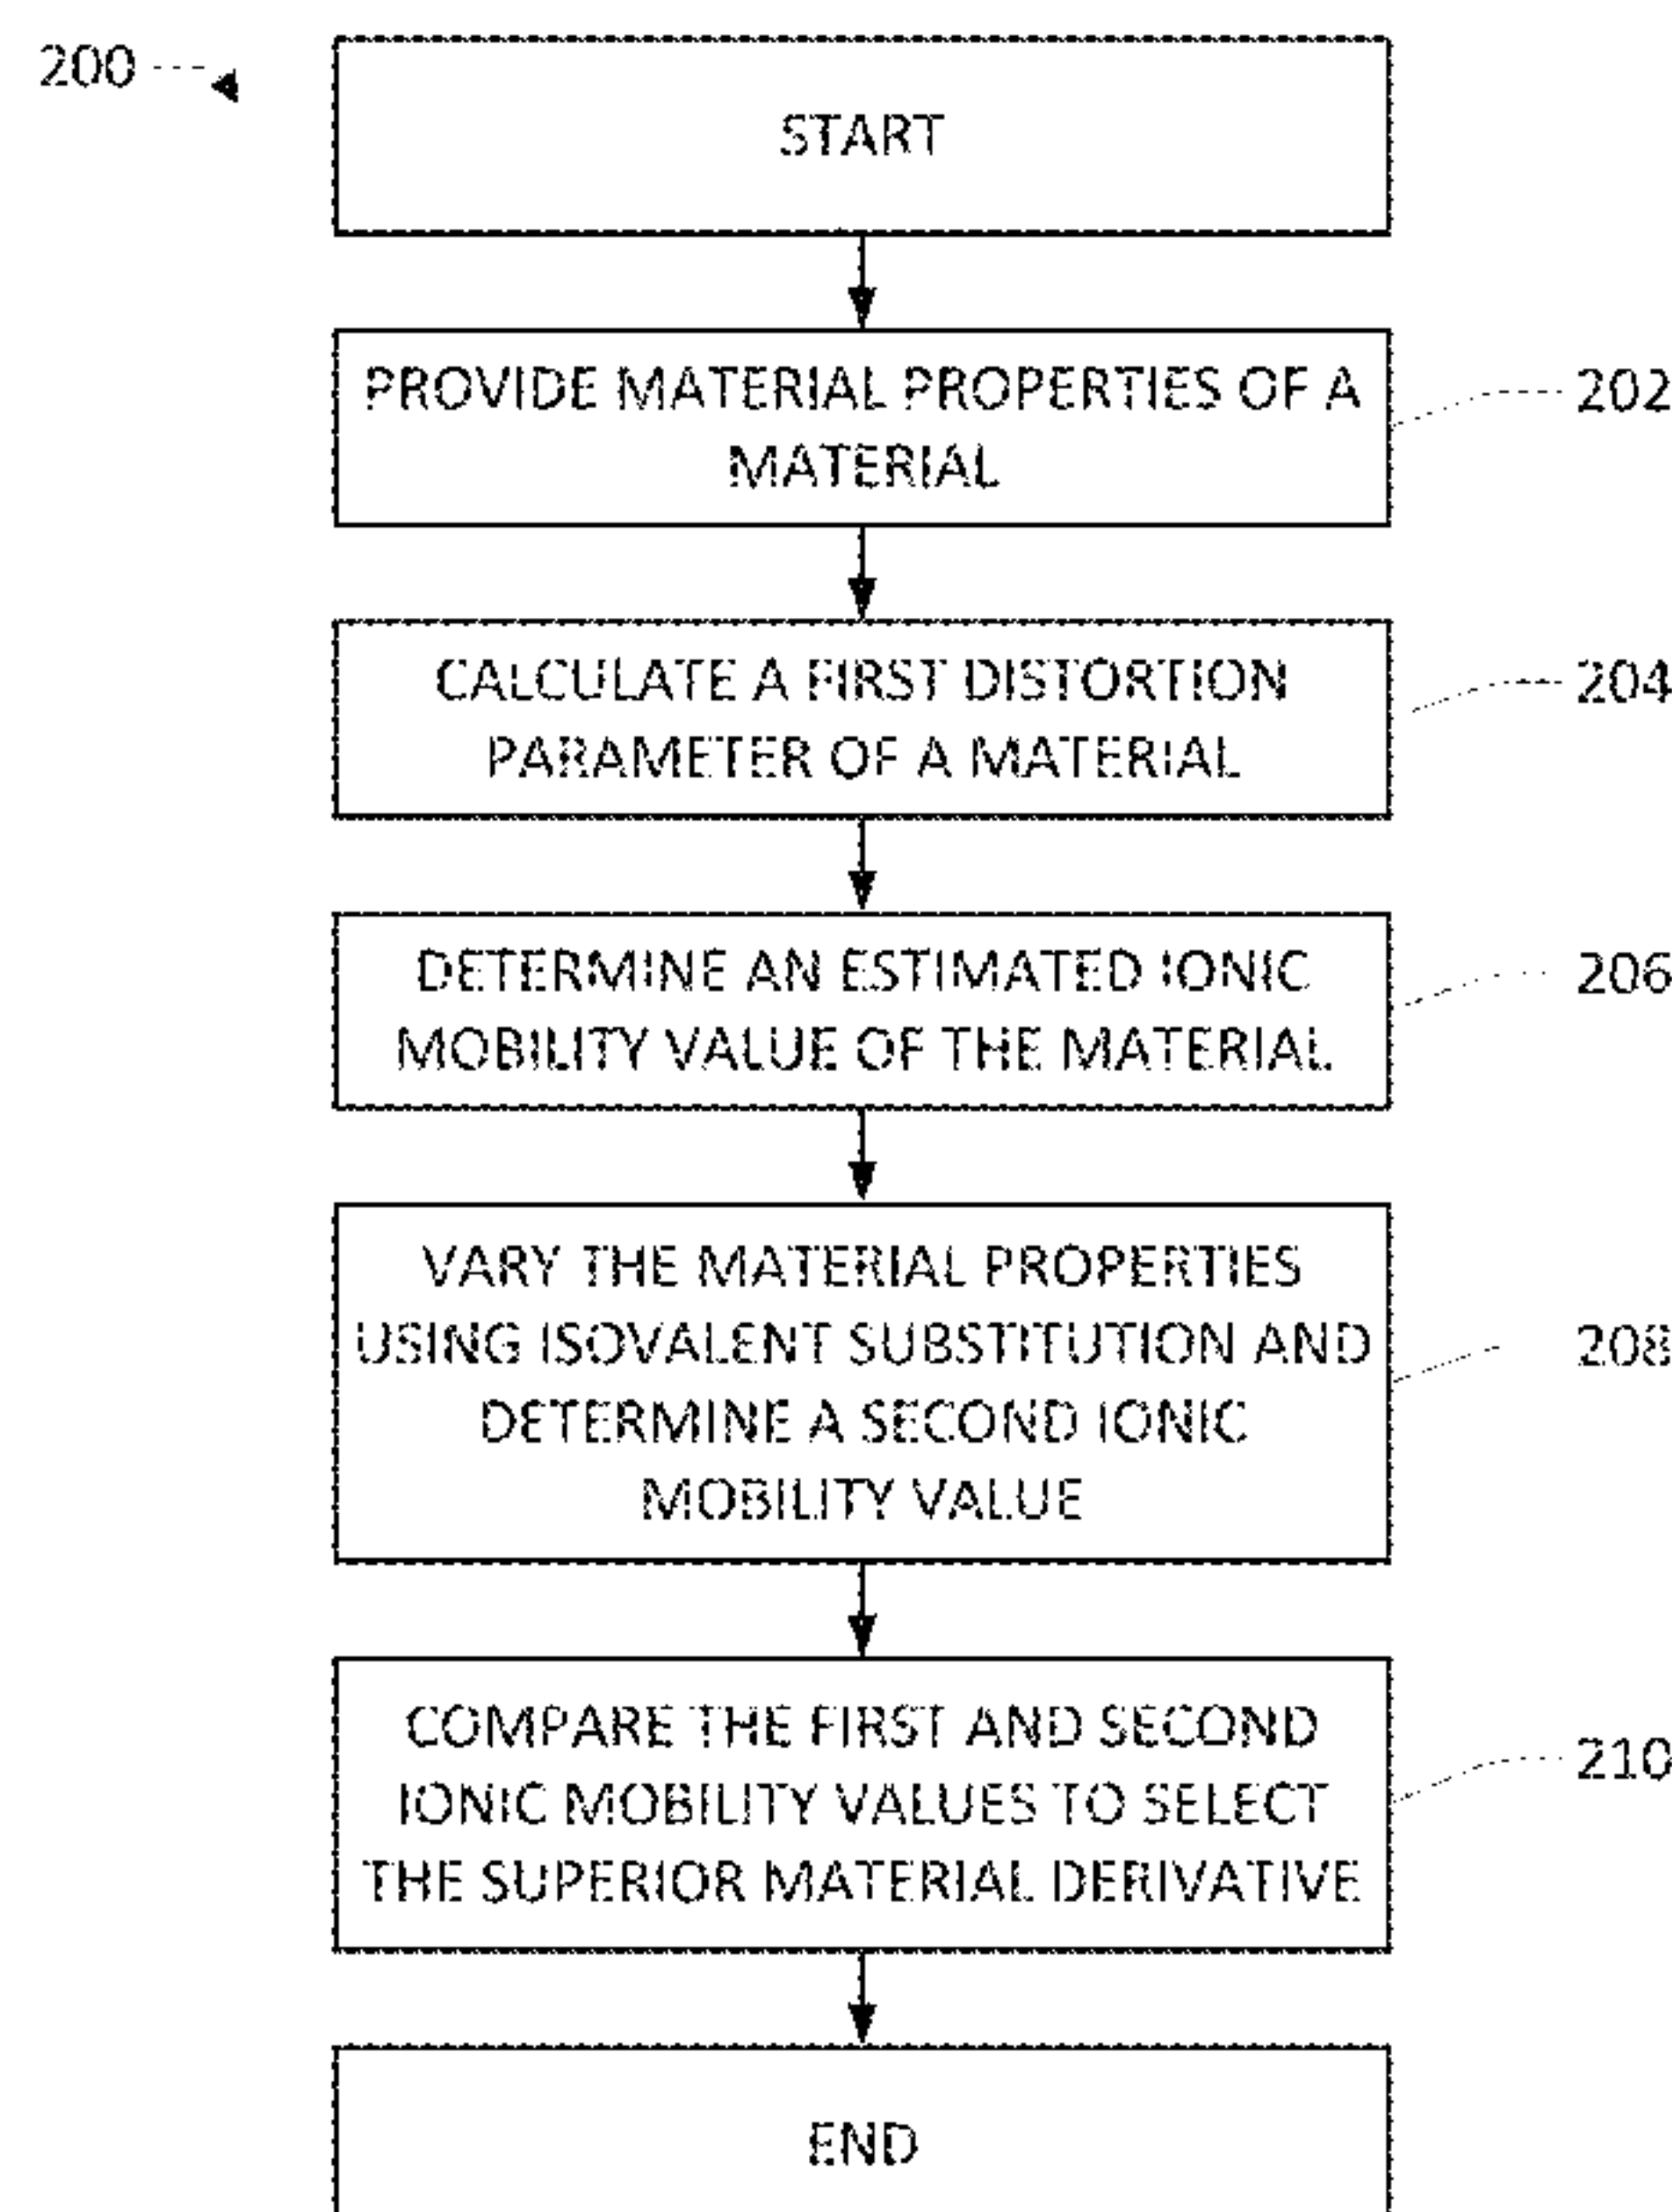 200
START
PROVIDE MATERIAL PROPERTIES OF A
MATERIAL
202
CALCULATE A FIRST DISTORTION
PARAMETER OF A MATERIAL
204
DETERMINE AN ESTIMATED IONIC
MOBILITY VALUE OF THE MATERIAL
206
VARY THE MATERIAL PROPERTIES
USING ISOVALENT SUBSTITUTION AND
DETERMINE A SECOND IONIC
MOBILITY VALUE
208
COMPARE THE FIRST AND SECOND
IONIC MOBILITY VALUES TO SELECT
THE SUPERIOR MATERIAL DERIVATIVE
210
END